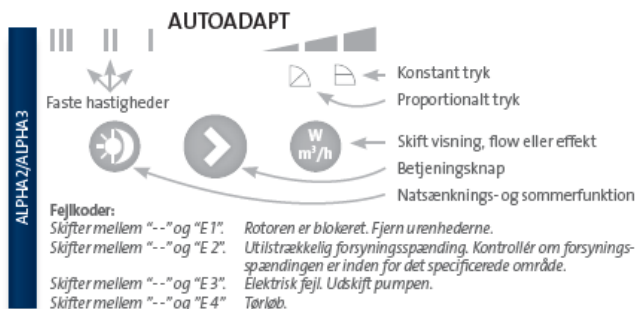 AUTOADAPT
III II I
Konstant tryk
Proportionalt tryk
Faste hastigheder
W
m³/h
Skift visning, flow eller effekt
Betjeningsknap
Natsæknings- og sommerfunktion
ALPHA2/ALPHA3
Fejlkoder:
Skifter mellem "--" og "E 1". Rotoren er blokeret. Fjern urenhederne.
Skifter mellem "--" og "E 2". Utilstrækkelig forsyningsspænding. Kontrollér om forsynings-
spændingen er inden for det specificerede område.
Skifter mellem "--" og "E 3". Elektrisk fejl. Udskift pumpen.
Skifter mellem "--" og "E 4" Tørløb.